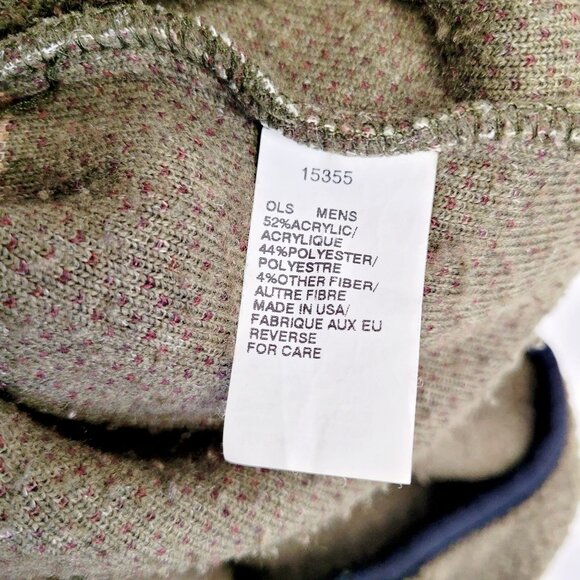 15355
OLS MENS
52%ACRYLIC/
ACRYLIQUE
44%POLYESTER/
POLYESTRE
4%OTHER FIBER/
AUTRE FIBRE
MADE IN USA/
FABRIQUE AUX EU
REVERSE
FOR CARE